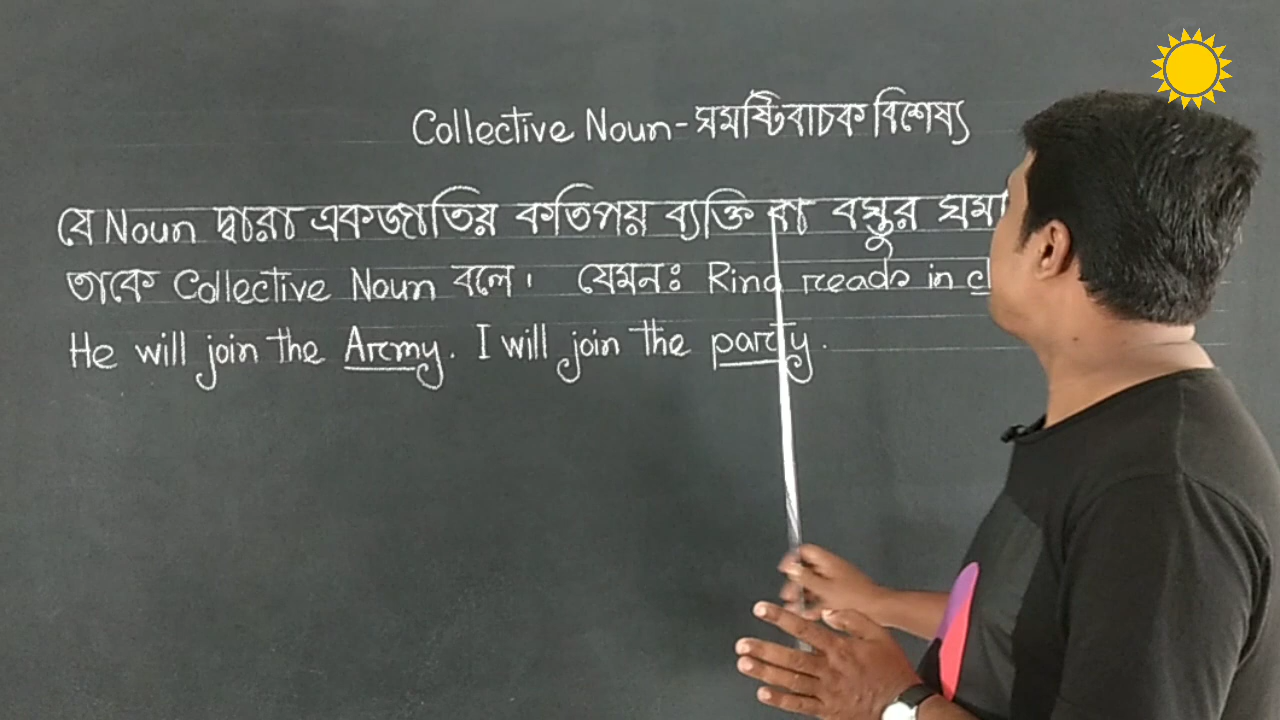 Collective Noun - সমষ্টিবাচক বিশেষ্য
যে Noun দ্বারা একজাতিয় কতিপয় ব্যক্তি বা বস্তুর
তাকে Collective Noun বলে। যেমনঃ Rina reads in
He will join the Army. I will join the party.